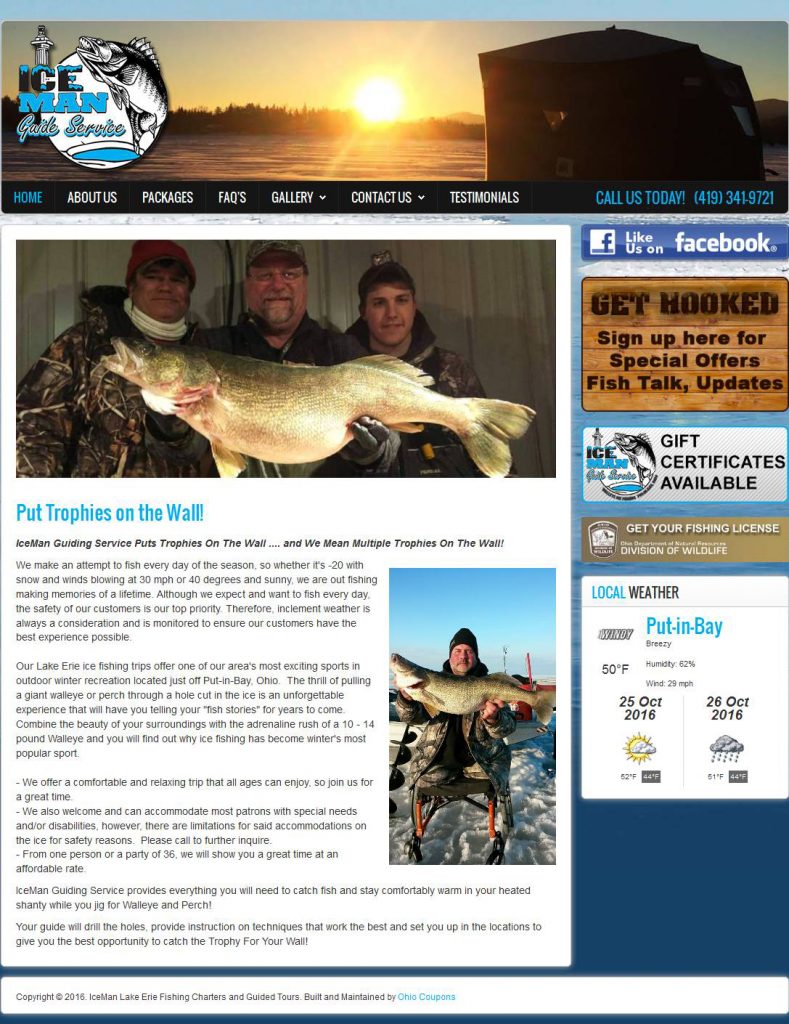 ICE
MAN
Guide Service
HOME ABOUT US PACKAGES FAQ'S GALLERY CONTACT US TESTIMONIALS CALL US TODAY! (419) 341-9721
Like
Us on facebook®
GET HOOKED
Sign up here for
Special Offers
Fish Talk, Updates
ICE
MAN
Guide Service
GIFT
CERTIFICATES
AVAILABLE
GET YOUR FISHING LICENSE
Ohio Department of Natural Resources
DIVISION OF WILDLIFE
LOCAL WEATHER
WINDY
Put-in-Bay
Breezy
50°F
Humidity: 62%
Wind: 29 mph
25 Oct
2016
26 Oct
2016
52°F 44°F
51°F 44°F
Put Trophies on the Wall!
IceMan Guiding Service Puts Trophies On The Wall .... and We Mean Multiple Trophies On The Wall!
We make an attempt to fish every day of the season, so whether it's -20 with
snow and winds blowing at 30 mph or 40 degrees and sunny, we are out fishing
making memories of a lifetime. Although we expect and want to fish every day,
the safety of our customers is our top priority. Therefore, inclement weather is
always a consideration and is monitored to ensure our customers have the
best experience possible.
Our Lake Erie ice fishing trips offer one of our area's most exciting sports in
outdoor winter recreation located just off Put-in-Bay, Ohio. The thrill of pulling
a giant walleye or perch through a hole cut in the ice is an unforgettable
experience that will have you telling your "fish stories" for years to come.
Combine the beauty of your surroundings with the adrenaline rush of a 10 - 14
pound Walleye and you will find out why ice fishing has become winter's most
popular sport.
- We offer a comfortable and relaxing trip that all ages can enjoy, so join us for
a great time.
- We also welcome and can accommodate most patrons with special needs
and/or disabilities, however, there are limitations for said accommodations on
the ice for safety reasons. Please call to further inquire.
- From one person or a party of 36, we will show you a great time at an
affordable rate.
IceMan Guiding Service provides everything you will need to catch fish and stay comfortably warm in your heated
shanty while you jig for Walleye and Perch!
Your guide will drill the holes, provide instruction on techniques that work the best and set you up in the locations to
give you the best opportunity to catch the Trophy For Your Wall!
Copyright © 2016. IceMan Lake Erie Fishing Charters and Guided Tours. Built and Maintained by Ohio Coupons